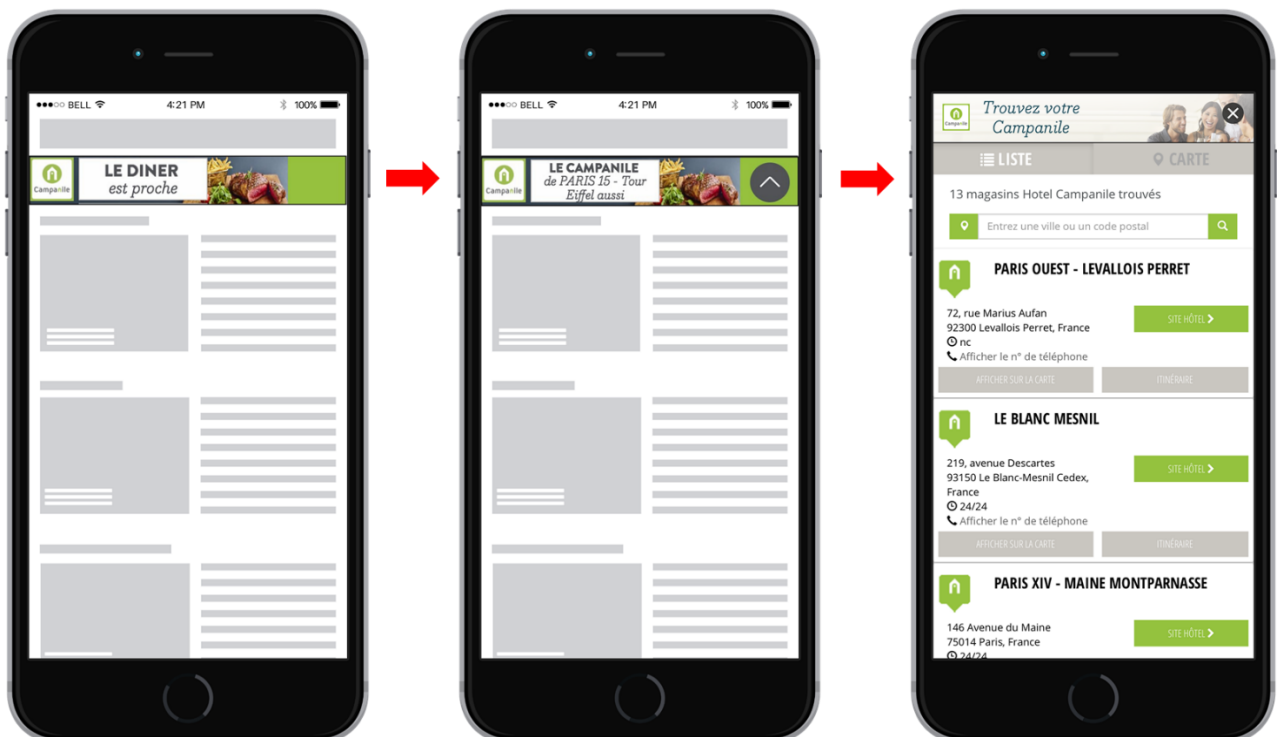 BELL 4:21 PM 100%
Campanile
LE DINER
est proche
BELL 4:21 PM 100%
Campanile
LE CAMPANILE
de PARIS 15 - Tour
Eiffel aussi
Campanile
Trouvez votre
Campanile
LISTE CARTE
13 magasins Hotel Campanile trouvés
Entrez une ville ou un code postal
PARIS OUEST - LEVALLOIS PERRET
72, rue Marius Aufan
92300 Levallois Perret, France
SITE HÔTEL
nc
Afficher le n° de téléphone
AFFICHER SUR LA CARTE ITINÉRAIRE
LE BLANC MESNIL
219, avenue Descartes
93150 Le Blanc-Mesnil Cedex,
France
SITE HÔTEL
24/24
Afficher le n° de téléphone
AFFICHER SUR LA CARTE ITINÉRAIRE
PARIS XIV - MAINE MONTPARNASSE
146 Avenue du Maine
75014 Paris, France
SITE HÔTEL
24/24